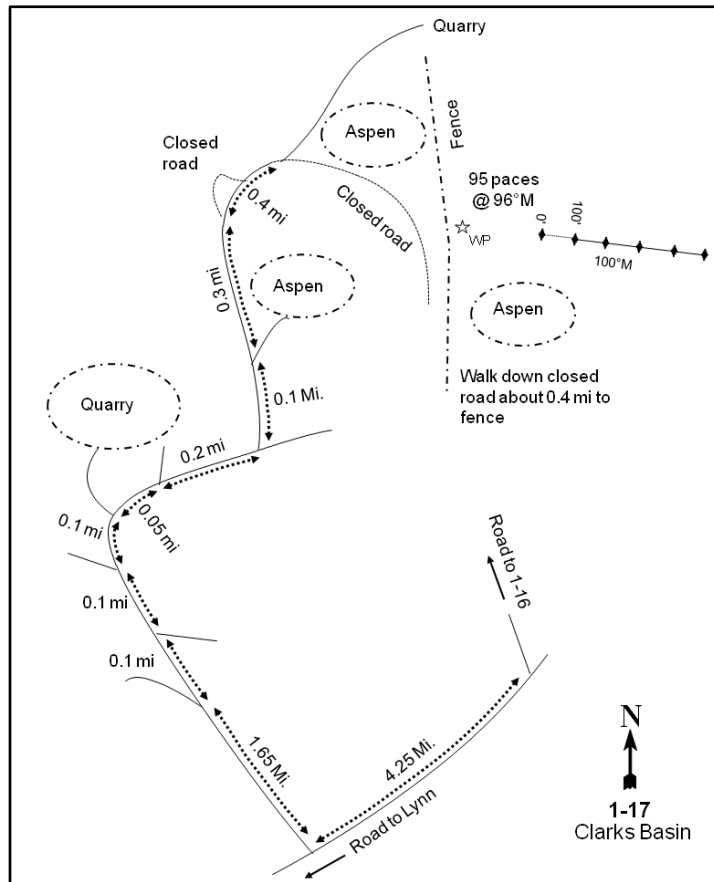 Quarry
Aspen
Fence
Closed
road
0.4 mi
95 paces
@ 96°M
Closed road
WP
0'
100'
100°M
0.3 mi
Aspen
Aspen
Walk down closed
road about 0.4 mi to
fence
0.1 Mi.
Quarry
0.2 mi
0.1 mi
0.05 mi
Road to 1-16
0.1 mi
0.1 mi
1.65 Mi.
4.25 Mi.
Road to Lynn
N
1-17
Clarks Basin